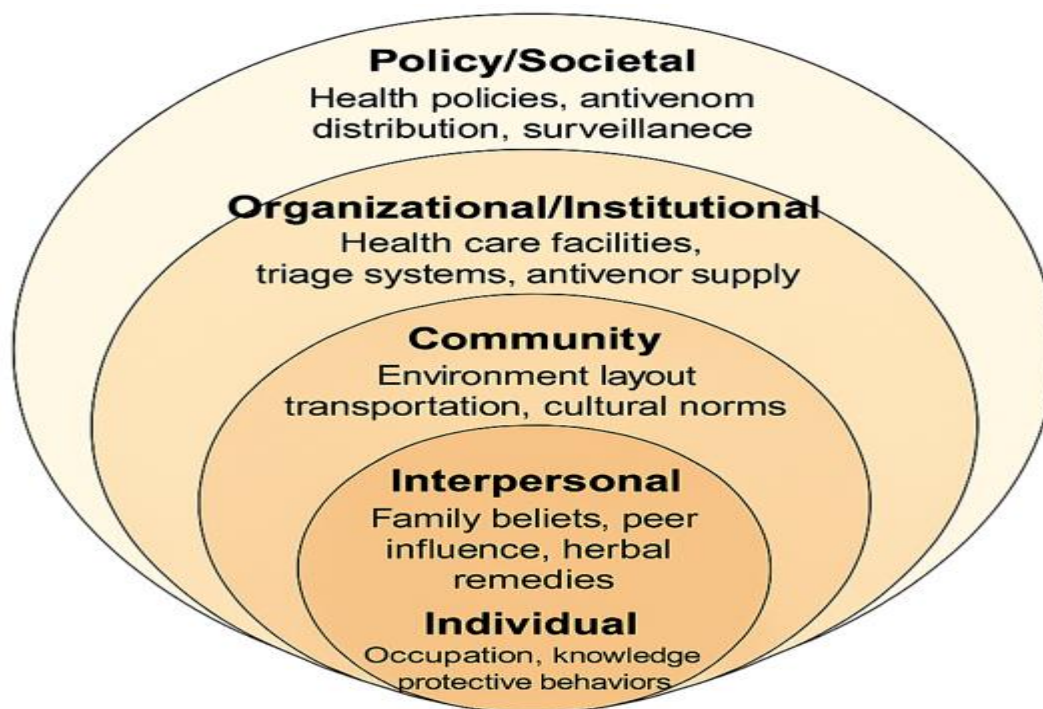 Policy/Societal
Health policies, antivenom
distribution, surveillanece
Organizational/Institutional
Health care facilities,
triage systems, antivenor supply
Community
Environment layout
transportation, cultural norms
Interpersonal
Family beliets, peer
influence, herbal
remedies
Individual
Occupation, knowledge
protective behaviors